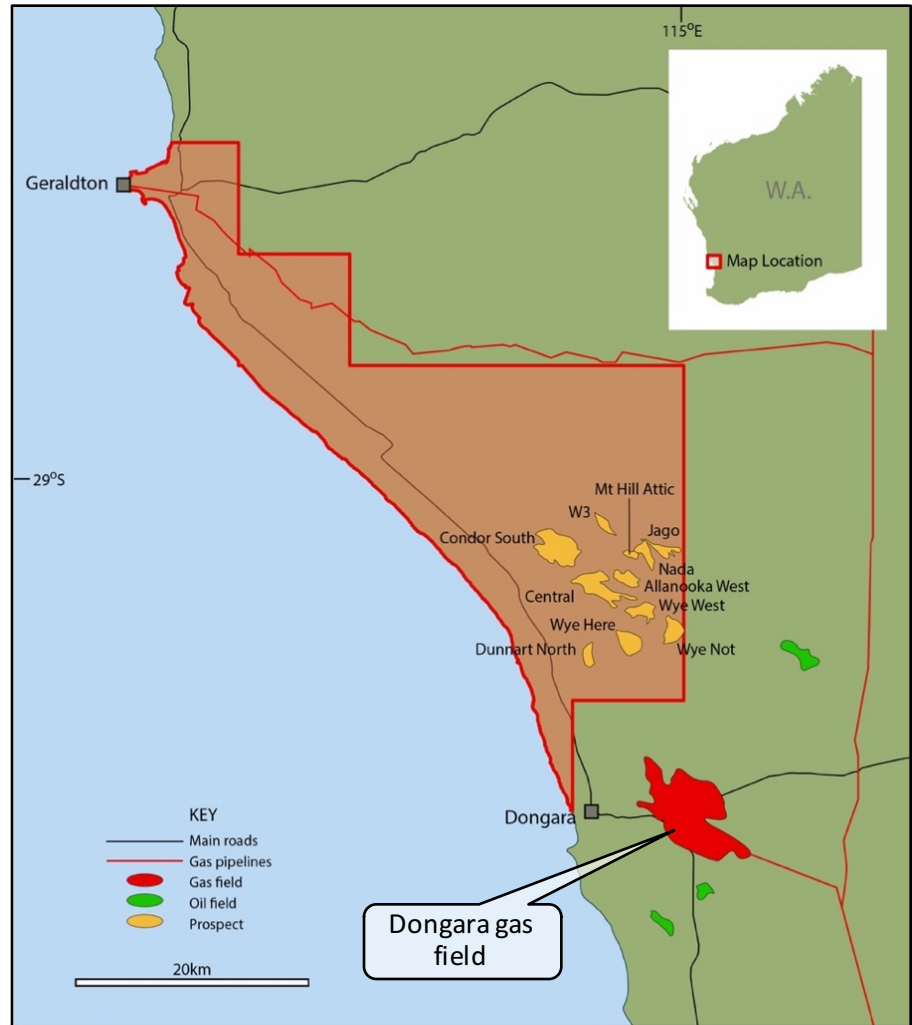 115°E
Geraldton
W.A.
Map Location
29°S
Mt Hill Attic
W3
Jago
Condor South
Nada
Allanooka West
Central
Wye West
Wye Here
Dunnart North
Wye Not
Dongara
KEY
Main roads
Gas pipelines
Gas field
Oil field
Prospect
20km
Dongara gas
field